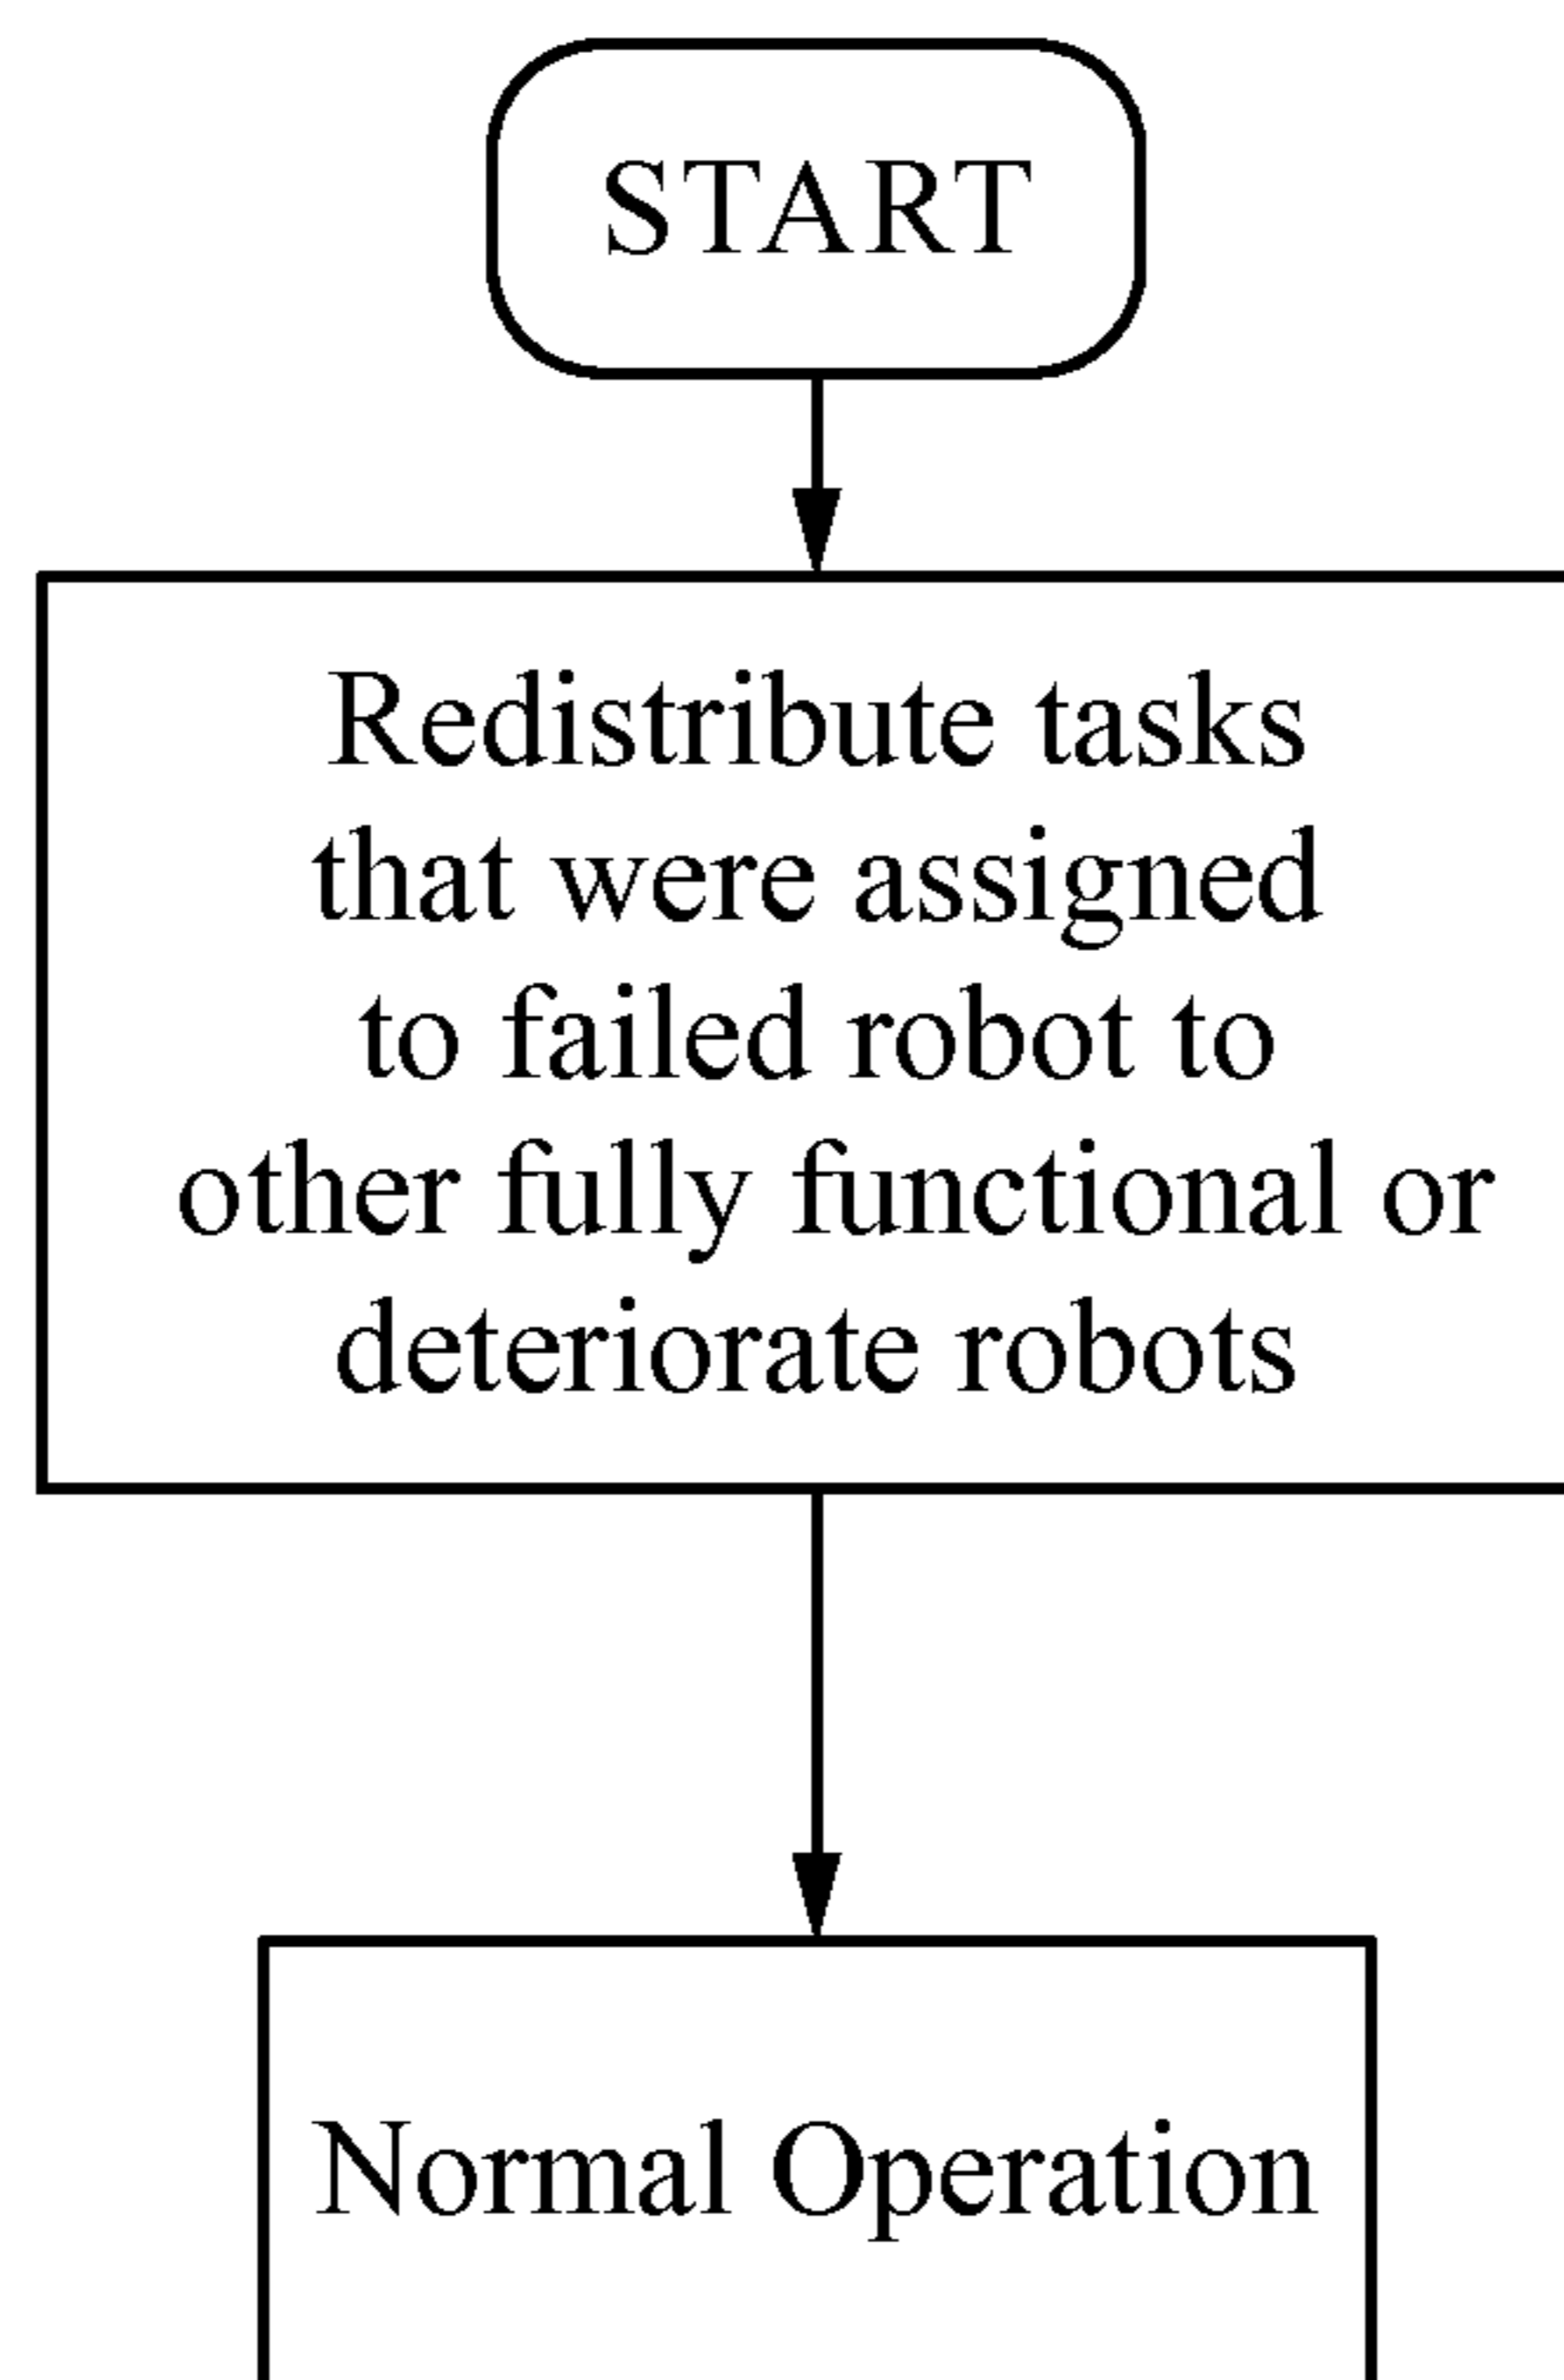 START
Redistribute tasks
that were assigned
to failed robot to
other fully functional or
deteriorate robots
Normal Operation